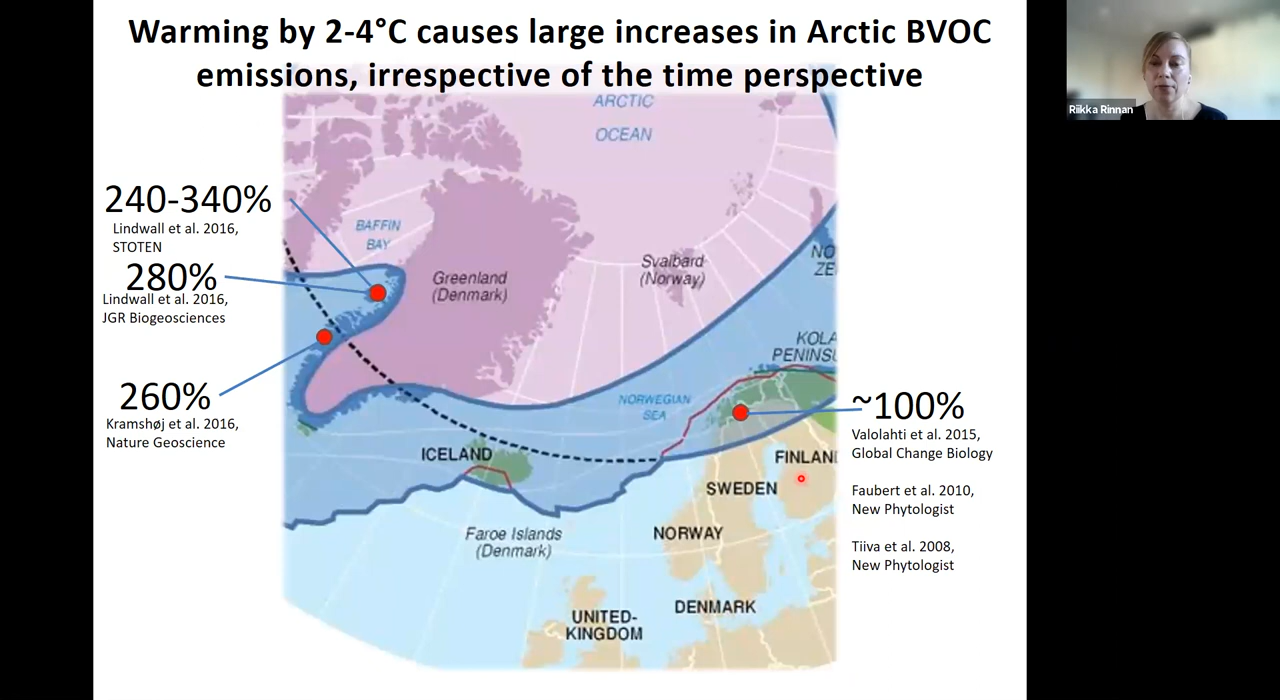 Warming by 2-4°C causes large increases in Arctic BVOC
emissions, irrespective of the time perspective
Riikka Rinnan
ARCTIC
OCEAN
240-340%
Lindwall et al. 2016,
STOTEN
280%
Lindwall et al. 2016,
JGR Biogeosciences
260%
Kramshøj et al. 2016,
Nature Geoscience
BAFFIN
BAY
Greenland
(Denmark)
Svalbard
(Norway)
NO
ZE
KOLA
PENINSU
NORWEGIAN
SEA
~100%
Valolahti et al. 2015,
Global Change Biology
Faubert et al. 2010,
New Phytologist
Tiiva et al. 2008,
New Phytologist
ICELAND
FINLAN
SWEDEN
Faroe Islands
(Denmark)
NORWAY
DENMARK
UNITED-
KINGDOM